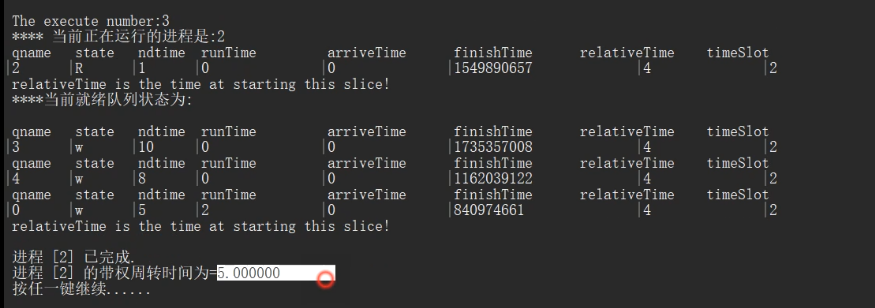 The execute number:3
**** 当前正在运行的进程是:2
qname state ndtime runTime arriveTime finishTime relativeTime timeSlot
|2 |R |1 |0 |0 |1549890657 |4 |2
relativeTime is the time at starting this slice!
****当前就绪队列状态为:
qname state ndtime runTime arriveTime finishTime relativeTime timeSlot
|3 |w |10 |0 |0 |1735357008 |4 |2
qname state ndtime runTime arriveTime finishTime relativeTime timeSlot
|4 |w |8 |0 |0 |1162039122 |4 |2
qname state ndtime runTime arriveTime finishTime relativeTime timeSlot
|0 |w |5 |2 |0 |840974661 |4 |2
relativeTime is the time at starting this slice!
进程 [2] 已完成.
进程 [2] 的带权周转时间为=5.000000
按任一键继续......